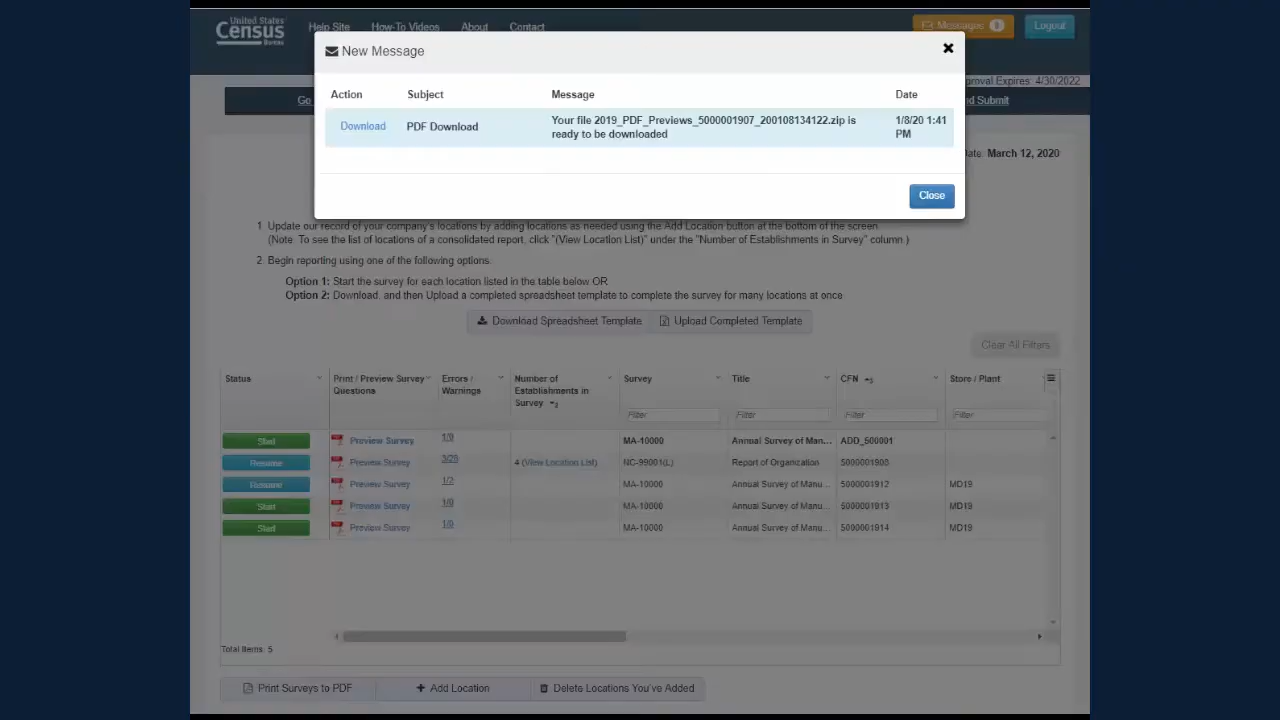 United States
Census
Bureau
Help Site How-To Videos About Contact
Messages
Logout
New Message
proval Expires: 4/30/2022
Action Subject Message Date
Go
nd Submit
Download PDF Download Your file 2019_PDF_Previews_5000001907_200108134122.zip is ready to be downloaded 1/8/20 1:41 PM
Date: March 12, 2020
Close
1. Update our record of your company's locations by adding locations as needed using the Add Location button at the bottom of the screen
(Note: To see the list of locations of a consolidated report, click "(View Location List)" under the "Number of Establishments in Survey" column.)
2. Begin reporting using one of the following options.
Option 1: Start the survey for each location listed in the table below OR
Option 2: Download, and then Upload a completed spreadsheet template to complete the survey for many locations at once
Download Spreadsheet Template Upload Completed Template
Clear All Filters
Status Print / Preview Survey Questions Errors / Warnings Number of Establishments in Survey Survey Title CFN Store / Plant
Filter Filter Filter Filter
Start Preview Survey 1/0 MA-10000 Annual Survey of Man... ADD_500001
Resume Preview Survey 3/20 4 (View Location List) NC-99001(L) Report of Organization 5000001908
Resume Preview Survey 1/2 MA-10000 Annual Survey of Manu... 5000001912 MD19
Start Preview Survey 1/0 MA-10000 Annual Survey of Manu... 5000001913 MD19
Start Preview Survey 1/0 MA-10000 Annual Survey of Manu... 5000001914 MD19
Total Items: 5
Print Surveys to PDF Add Location Delete Locations You've Added